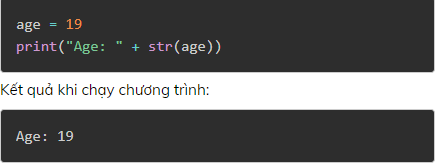 age = 19
print("Age: " + str(age))
Kết quả khi chạy chương trình:
Age: 19